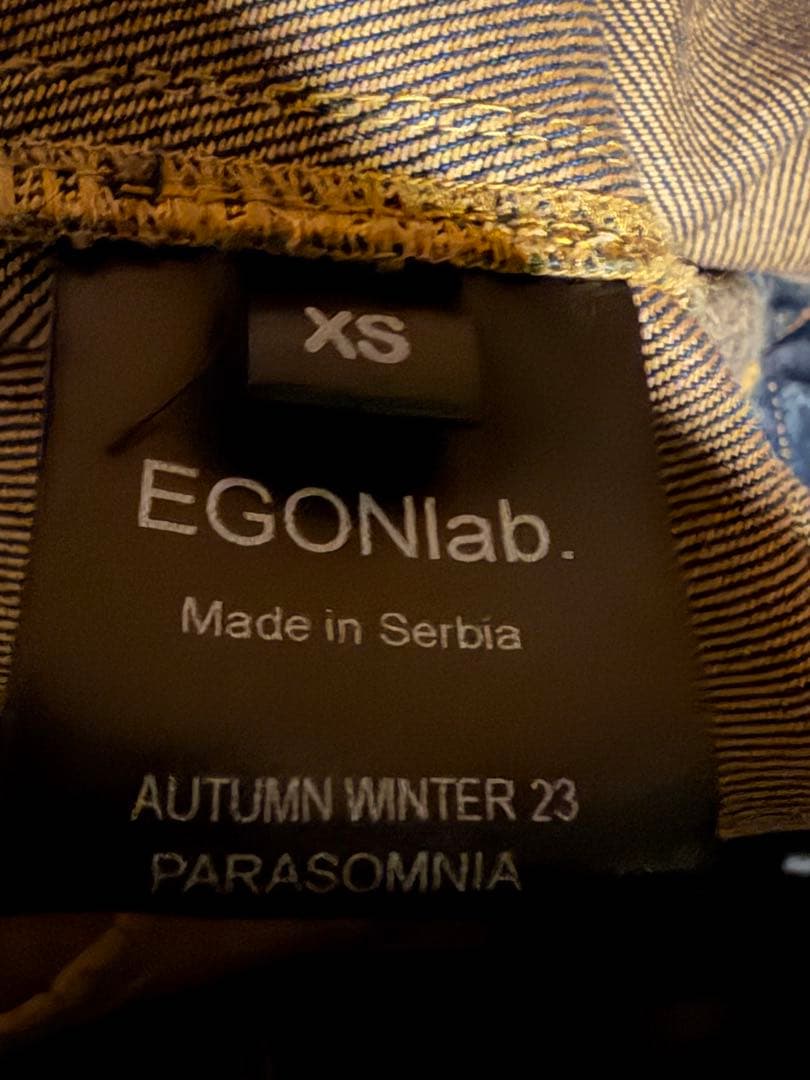 XS
EGONlab.
Made in Serbia
AUTUMN WINTER 23
PARASOMNIA